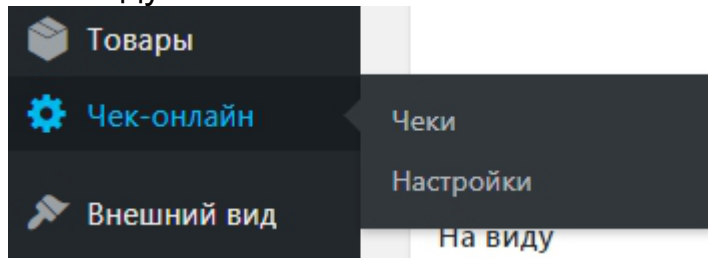 Товары
Чек-онлайн
Чеки
Настройки
Внешний вид
На виду